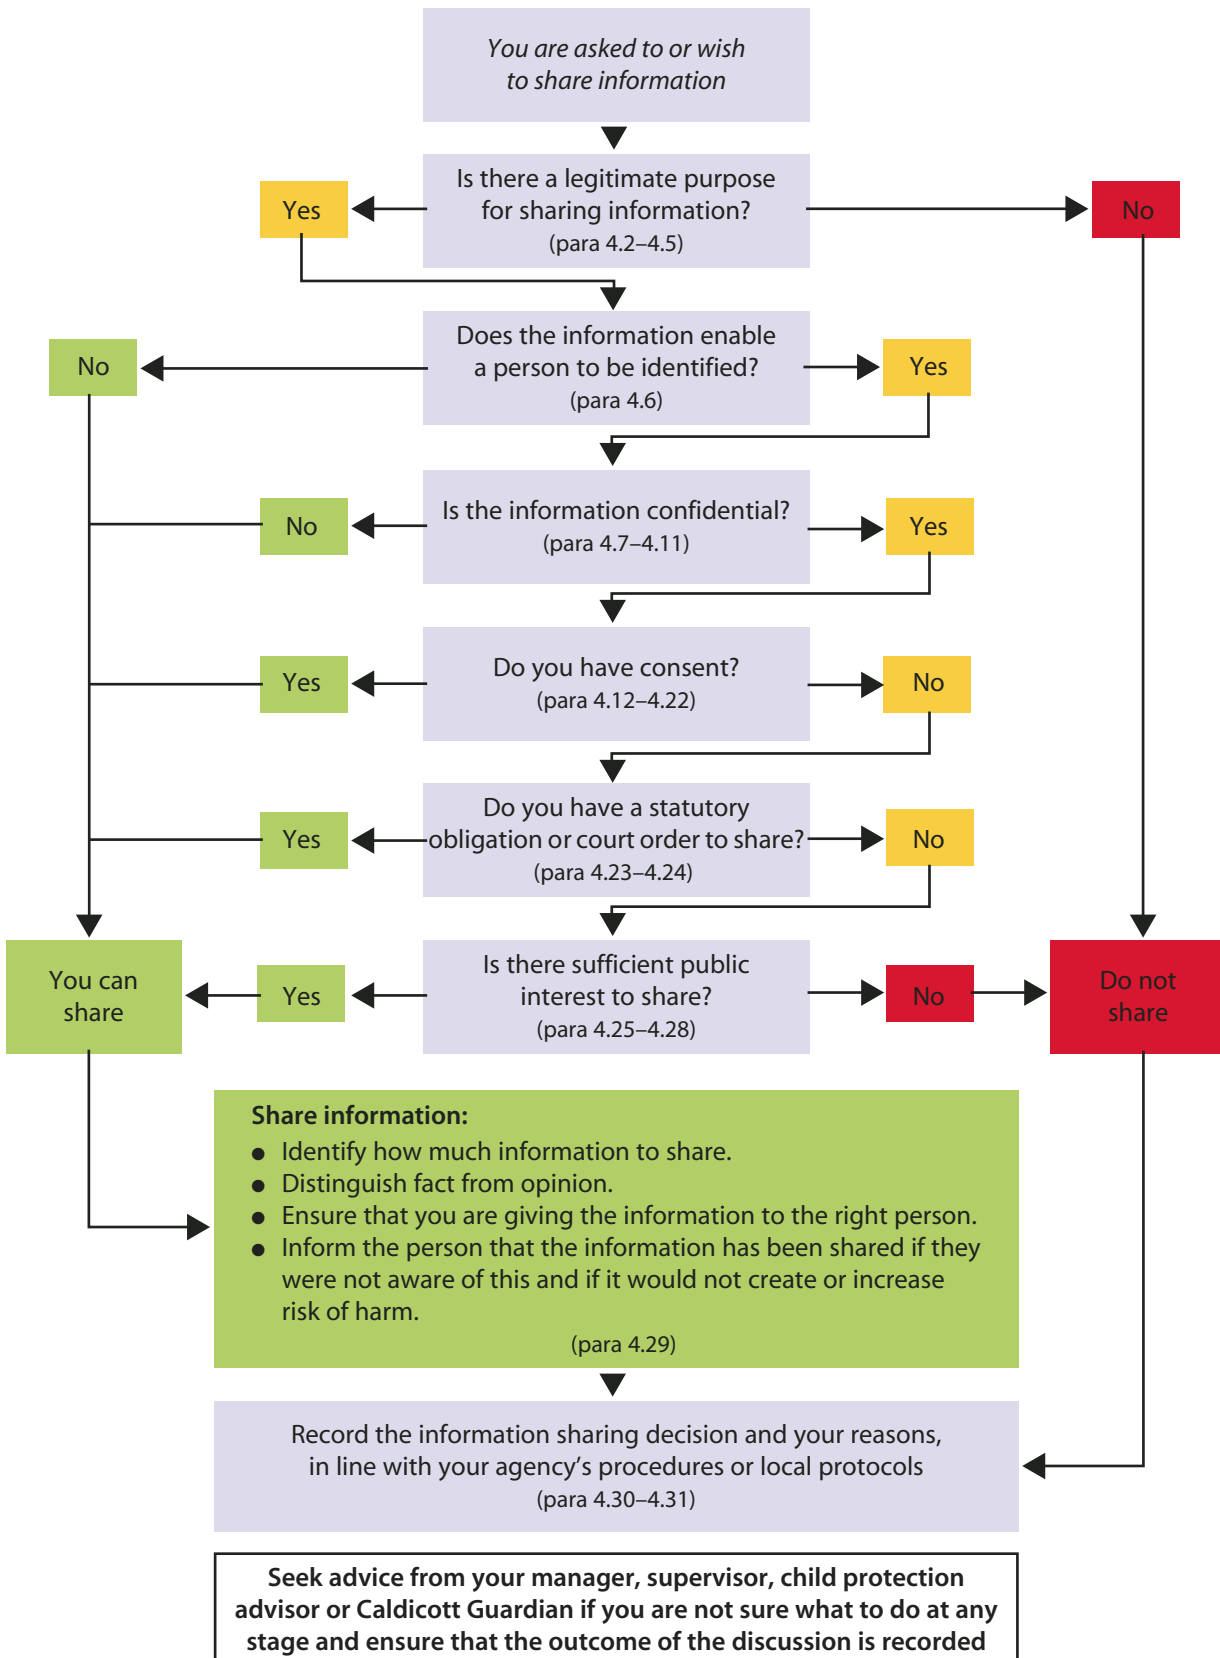 You are asked to or wish
to share information
Is there a legitimate purpose
for sharing information?
(para 4.2–4.5)
Yes
No
Does the information enable
a person to be identified?
(para 4.6)
No
Yes
Is the information confidential?
(para 4.7–4.11)
No
Yes
Do you have consent?
(para 4.12–4.22)
Yes
No
Do you have a statutory
obligation or court order to share?
(para 4.23–4.24)
Yes
No
Is there sufficient public
interest to share?
(para 4.25–4.28)
You can
share
Yes
No
Do not
share
Share information:
● Identify how much information to share.
● Distinguish fact from opinion.
● Ensure that you are giving the information to the right person.
● Inform the person that the information has been shared if they
were not aware of this and if it would not create or increase
risk of harm.
(para 4.29)
Record the information sharing decision and your reasons,
in line with your agency’s procedures or local protocols
(para 4.30–4.31)
Seek advice from your manager, supervisor, child protection
advisor or Caldicott Guardian if you are not sure what to do at any
stage and ensure that the outcome of the discussion is recorded